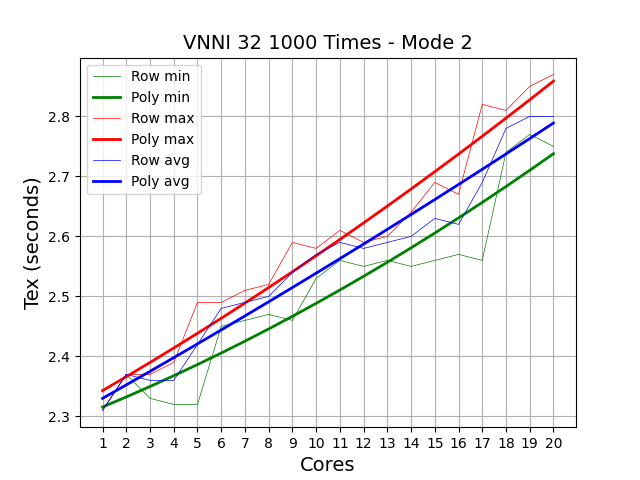 VNNI 32 1000 Times - Mode 2
Row min
Poly min
Row max
Poly max
Row avg
Poly avg
Tex (seconds)
2.8
2.7
2.6
2.5
2.4
2.3
1 2 3 4 5 6 7 8 9 10 11 12 13 14 15 16 17 18 19 20
Cores